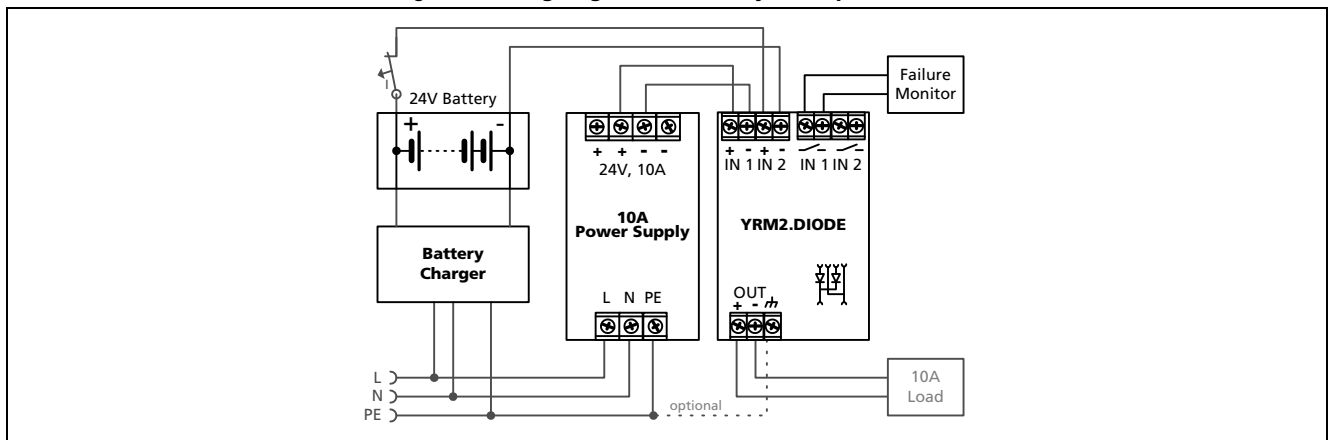 24V Battery
+ -
Battery
Charger
+ + - -
24V, 10A
10A
Power Supply
L N PE
+ - + -
IN 1 IN 2
IN 1 IN 2
YRM2.DIODE
OUT
+ -
Failure
Monitor
10A
Load
L
N
PE
optional